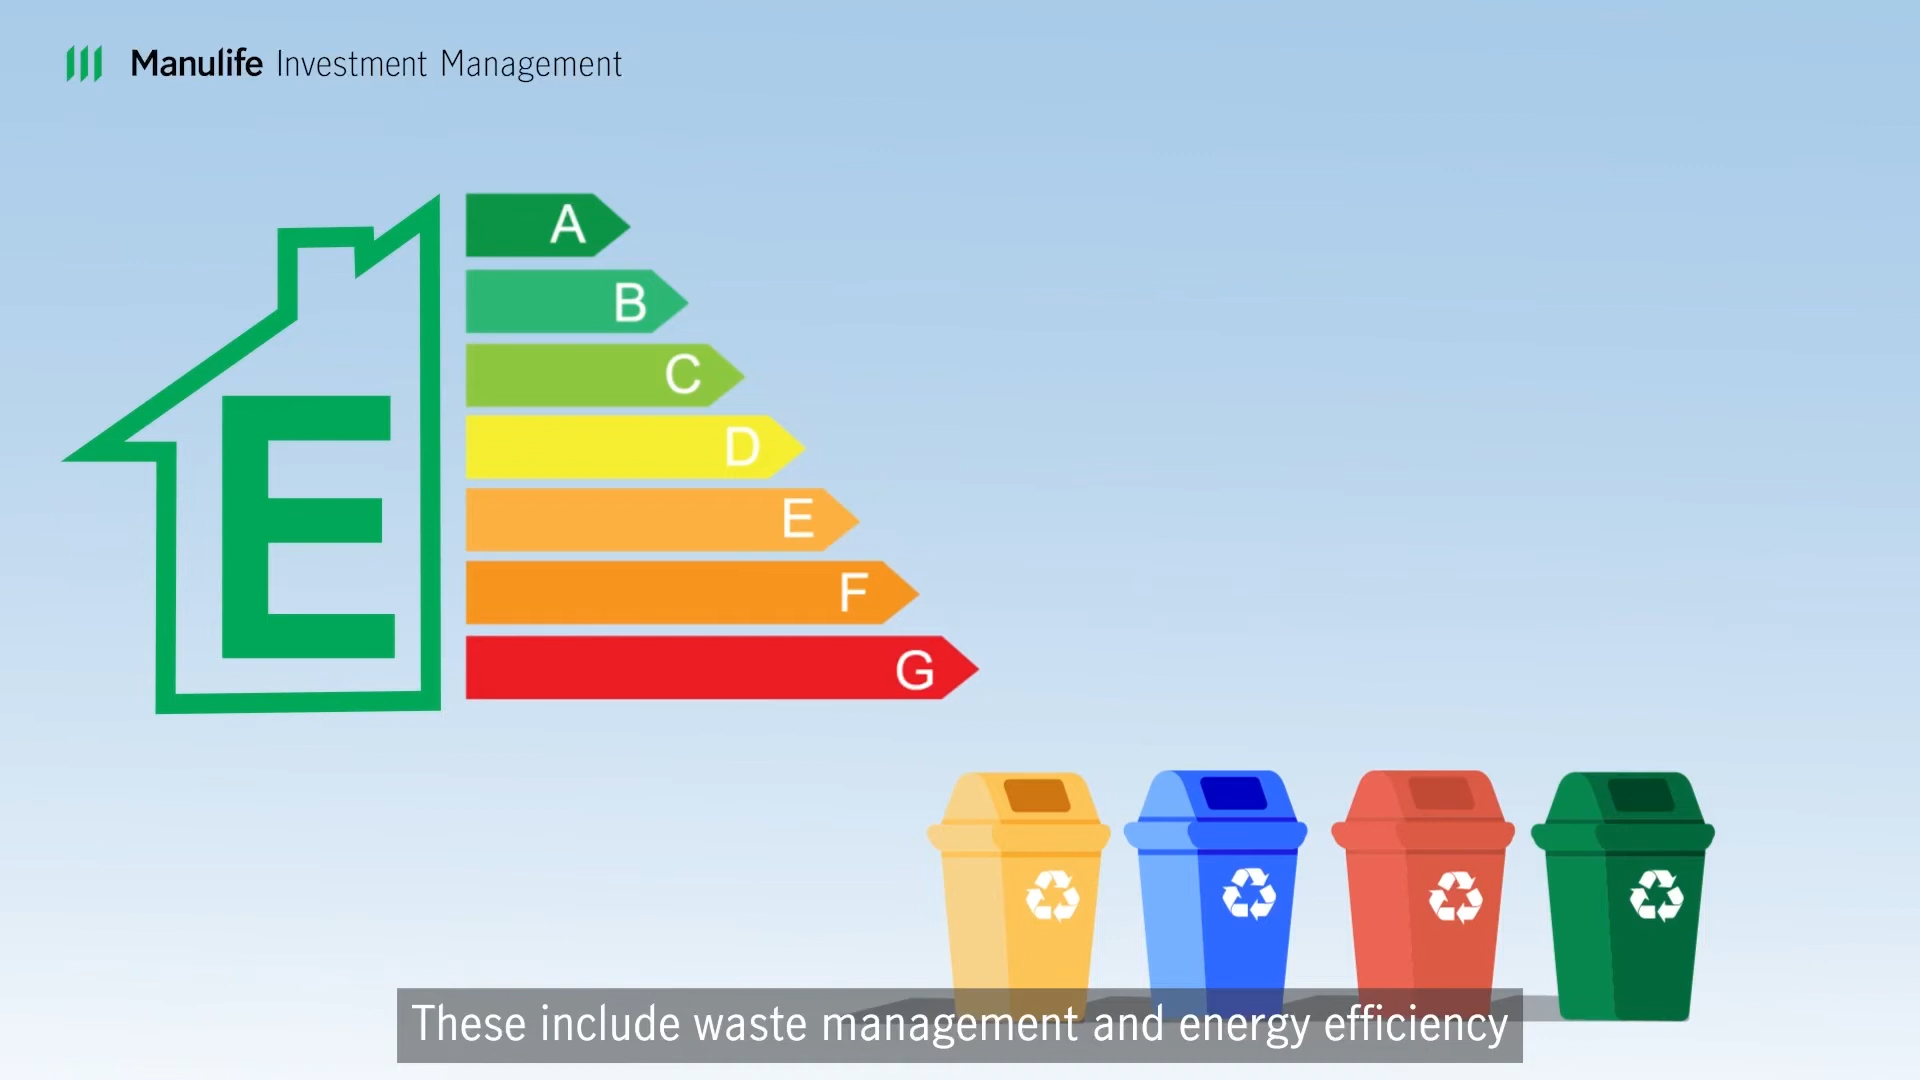 Manulife Investment Management
A
B
C
D
E
E
F
G
These include waste management and energy efficiency